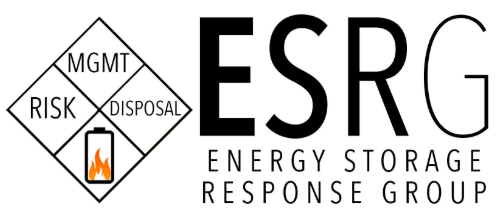 MGMT
RISK
DISPOSAL
ESRG
ENERGY STORAGE
RESPONSE GROUP